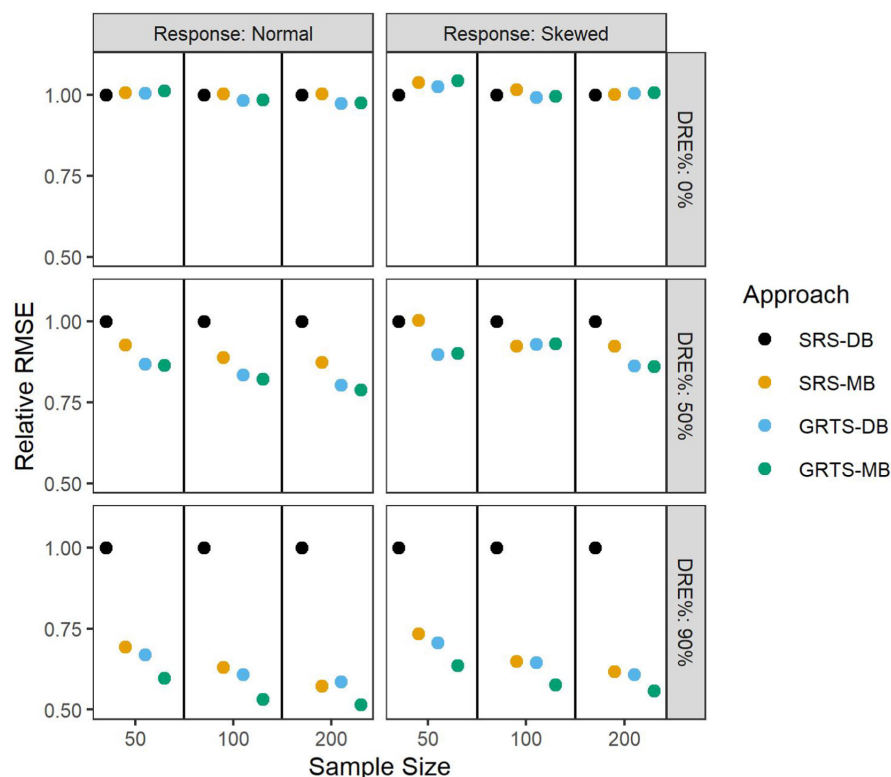 Response: Normal
Response: Skewed
1.00
0.75
0.50
DRE%: 0%
1.00
0.75
0.50
DRE%: 50%
1.00
0.75
0.50
DRE%: 90%
50
100
200
50
100
200
Sample Size
Relative RMSE
Approach
SRS-DB
SRS-MB
GRTS-DB
GRTS-MB